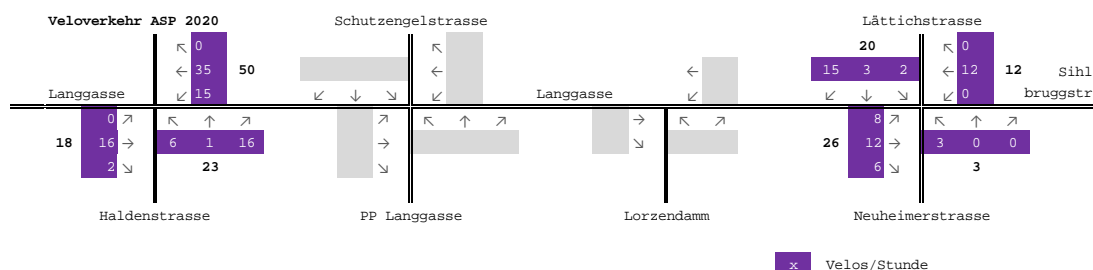 Veloverkehr ASP 2020 Schutzengelstrasse Lättichstrasse
↖ 0 ↖ 20 ↖ 0
← 35 50 ← ← 15 3 2 ← 12 12 Sihl
Langgasse ↙ 15 ↙ ↓ ↘ ↙ Langgasse ↙ ↙ ↓ ↘ ↙ 0 bruggstr
0 ↗ ↖ ↑ ↗ ↗ ↖ ↑ ↗ → ↖ ↗ 8 ↗ ↖ ↑ ↗
18 16 → 6 1 16 → ↘ 26 12 → 3 0 0
2 ↘ 23 ↘ 6 ↘ 3
Haldenstrasse PP Langgasse Lorzendamm Neuheimerstrasse
x Velos/Stunde